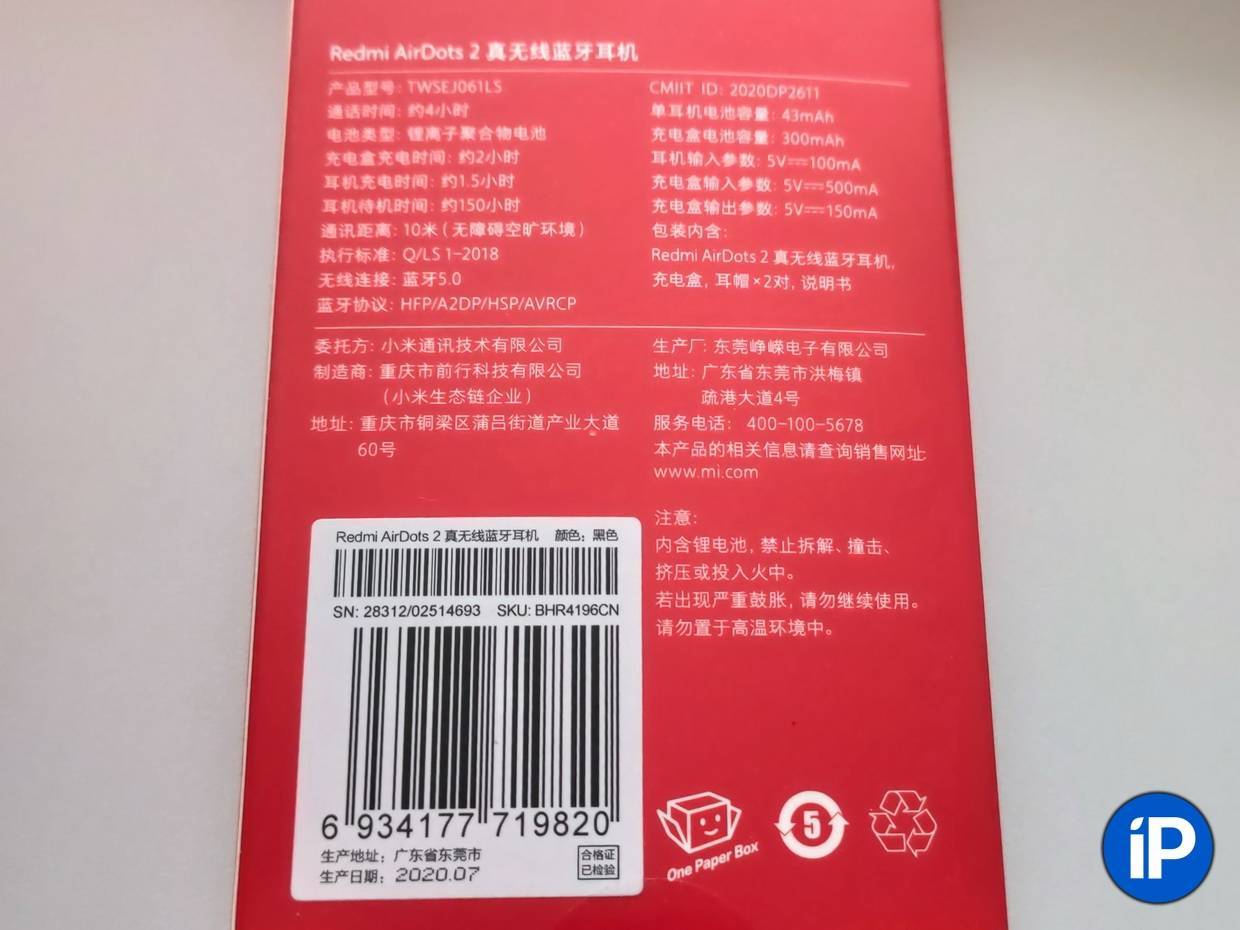 Redmi AirDots 2 真无线蓝牙耳机
产品型号: TWSEJ061LS
通话时间: 约4小时
电池类型: 锂离子聚合物电池
充电盒充电时间: 约2小时
耳机充电时间: 约1.5小时
耳机待机时间: 约150小时
通讯距离: 10米 ( 无障碍空旷环境 )
执行标准: Q/LS 1-2018
无线连接: 蓝牙5.0
蓝牙协议: HFP/A2DP/HSP/AVRCP
CMIIT ID: 2020DP2611
单耳机电池容量: 43mAh
充电盒电池容量: 300mAh
耳机输入参数: 5V⎓100mA
充电盒输入参数: 5V⎓500mA
充电盒输出参数: 5V⎓150mA
包装内含:
Redmi AirDots 2 真无线蓝牙耳机,
充电盒, 耳帽×2对, 说明书
委托方: 小米通讯技术有限公司
制造商: 重庆市前行科技有限公司
( 小米生态链企业 )
地址: 重庆市铜梁区蒲吕街道产业大道
60号
生产厂: 东莞峥嵘电子有限公司
地址: 广东省东莞市洪梅镇
疏港大道4号
服务电话: 400-100-5678
本产品的相关信息请查询销售网址
www.mi.com
注意:
内含锂电池, 禁止拆解、撞击、
挤压或投入火中。
若出现严重鼓胀, 请勿继续使用。
请勿置于高温环境中。
Redmi AirDots 2 真无线蓝牙耳机 颜色: 黑色
SN: 28312/02514693 SKU: BHR4196CN
6 934177 719820
生产地址: 广东省东莞市
生产日期: 2020.07
合格证
已检验
One Paper Box
5
iP